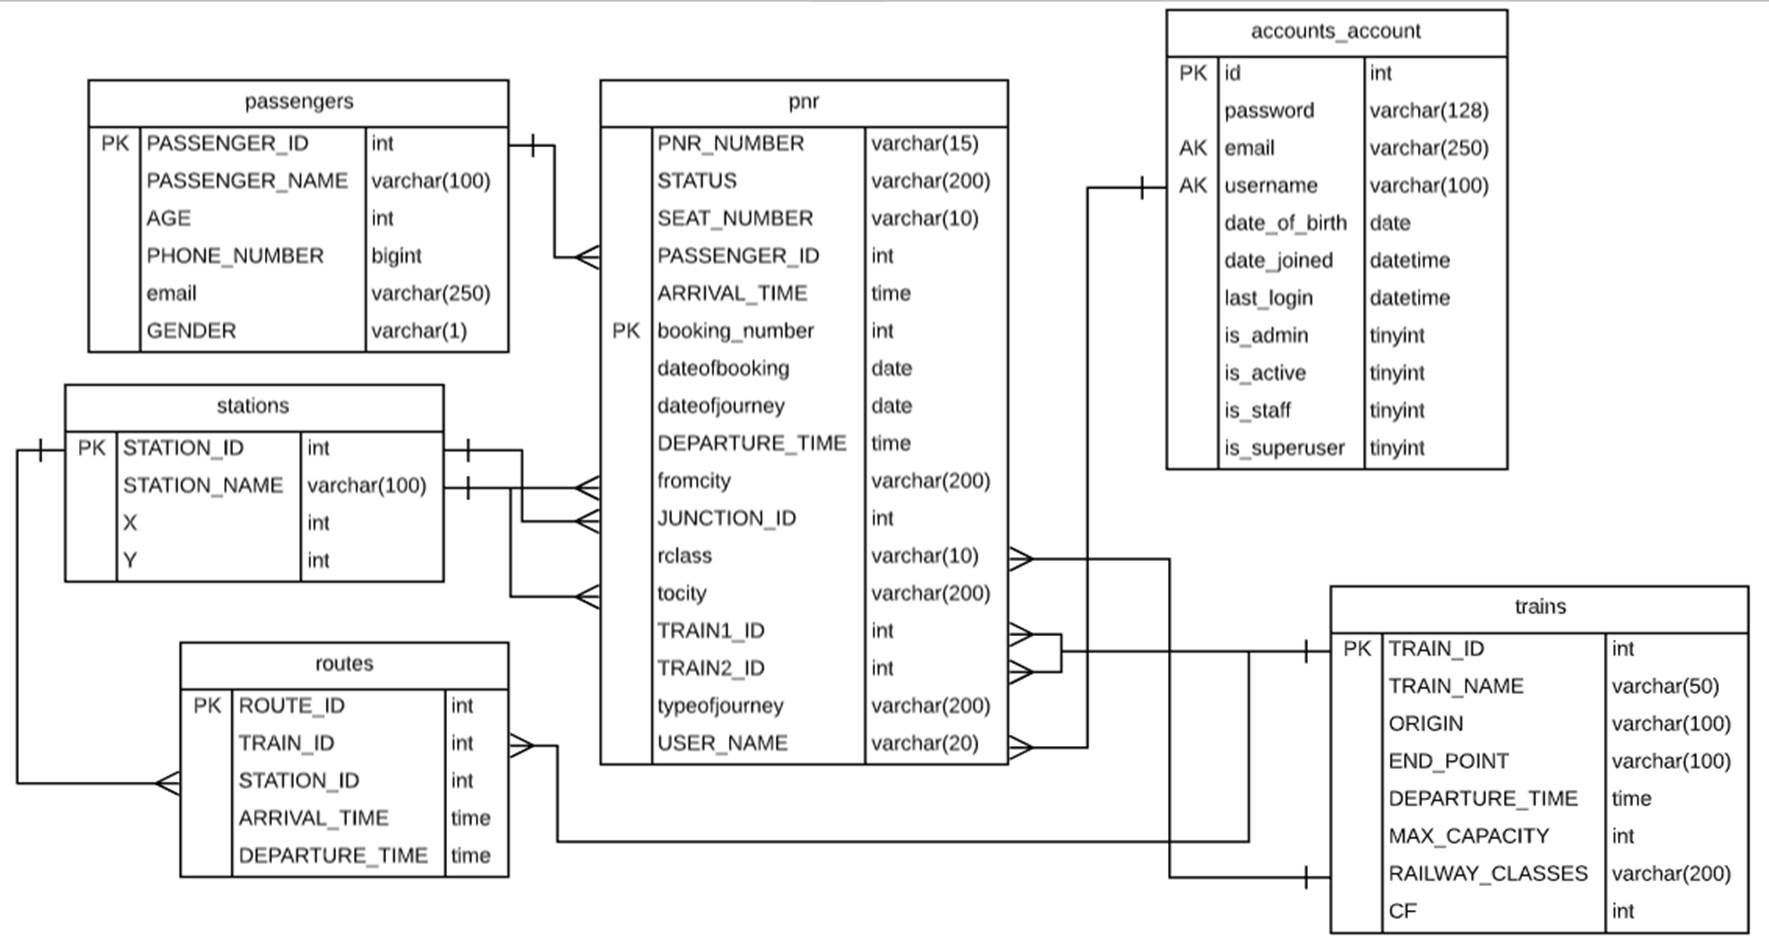 passengers
PK PASSENGER_ID int
PASSENGER_NAME varchar(100)
AGE int
PHONE_NUMBER bigint
email varchar(250)
GENDER varchar(1)
stations
PK STATION_ID int
STATION_NAME varchar(100)
X int
Y int
routes
PK ROUTE_ID int
TRAIN_ID int
STATION_ID int
ARRIVAL_TIME time
DEPARTURE_TIME time
pnr
PNR_NUMBER varchar(15)
STATUS varchar(200)
SEAT_NUMBER varchar(10)
PASSENGER_ID int
ARRIVAL_TIME time
PK booking_number int
dateofbooking date
dateofjourney date
DEPARTURE_TIME time
fromcity varchar(200)
JUNCTION_ID int
rclass varchar(10)
tocity varchar(200)
TRAIN1_ID int
TRAIN2_ID int
typeofjourney varchar(200)
USER_NAME varchar(20)
accounts_account
PK id int
password varchar(128)
AK email varchar(250)
AK username varchar(100)
date_of_birth date
date_joined datetime
last_login datetime
is_admin tinyint
is_active tinyint
is_staff tinyint
is_superuser tinyint
trains
PK TRAIN_ID int
TRAIN_NAME varchar(50)
ORIGIN varchar(100)
END_POINT varchar(100)
DEPARTURE_TIME time
MAX_CAPACITY int
RAILWAY_CLASSES varchar(200)
CF int